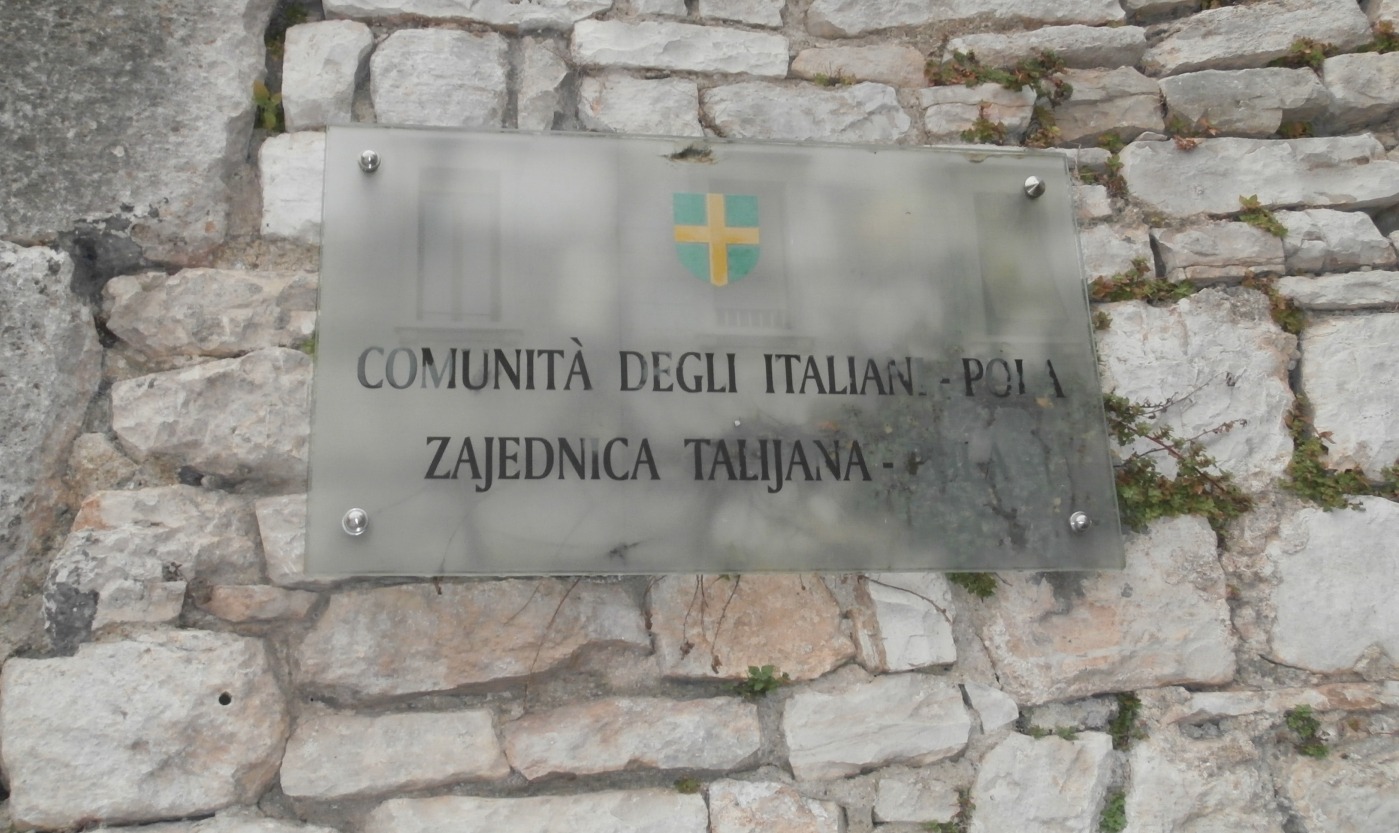 COMUNITÀ DEGLI ITALIANI - POLA
ZAJEDNICA TALIJANA -